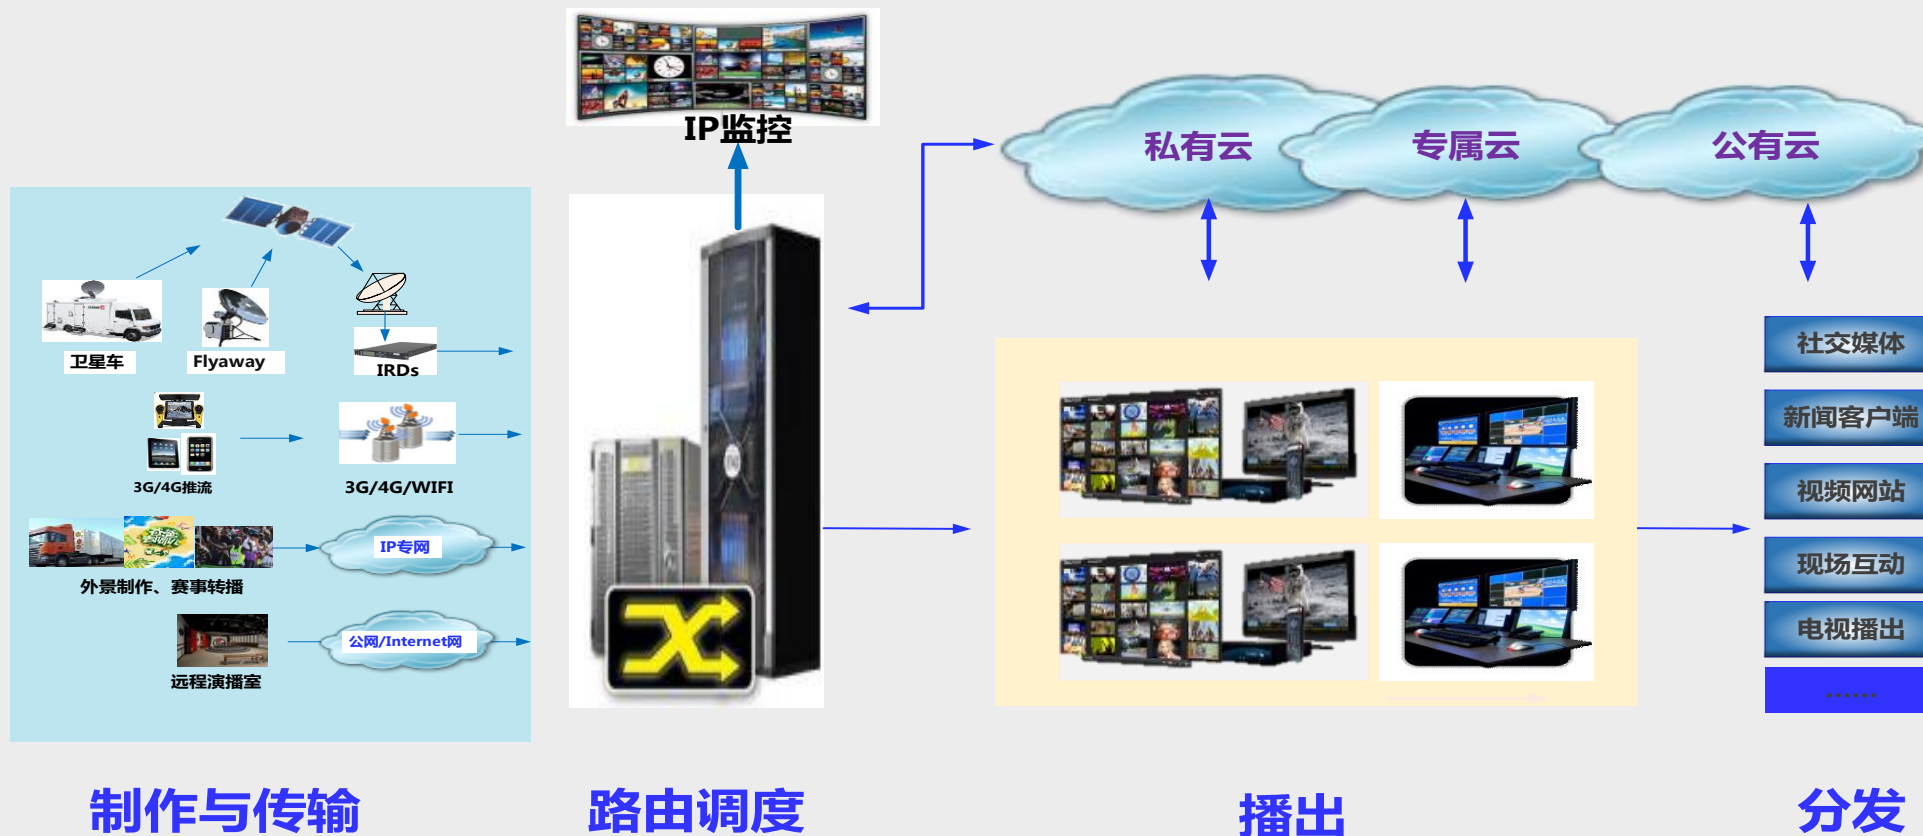 IP监控
私有云
专属云
公有云
卫星车
Flyaway
IRDs
3G/4G推流
3G/4G/WIFI
IP专网
外景制作、赛事转播
公网/Internet网
远程演播室
社交媒体
新闻客户端
视频网站
现场互动
电视播出
......
制作与传输
路由调度
播出
分发